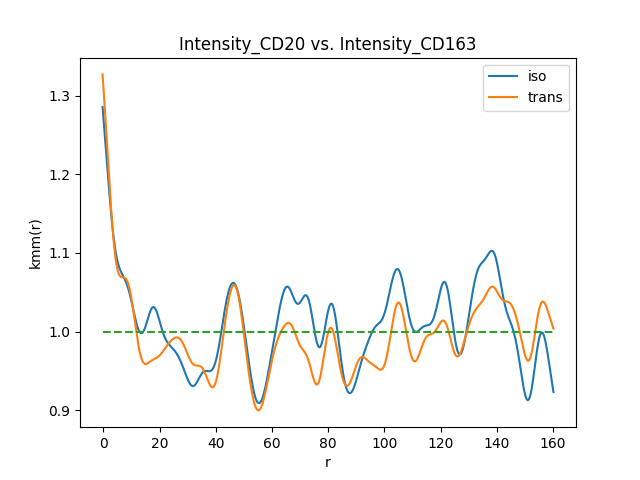 Intensity_CD20 vs. Intensity_CD163
iso
trans
kmm(r)
1.3
1.2
1.1
1.0
0.9
0 20 40 60 80 100 120 140 160
r